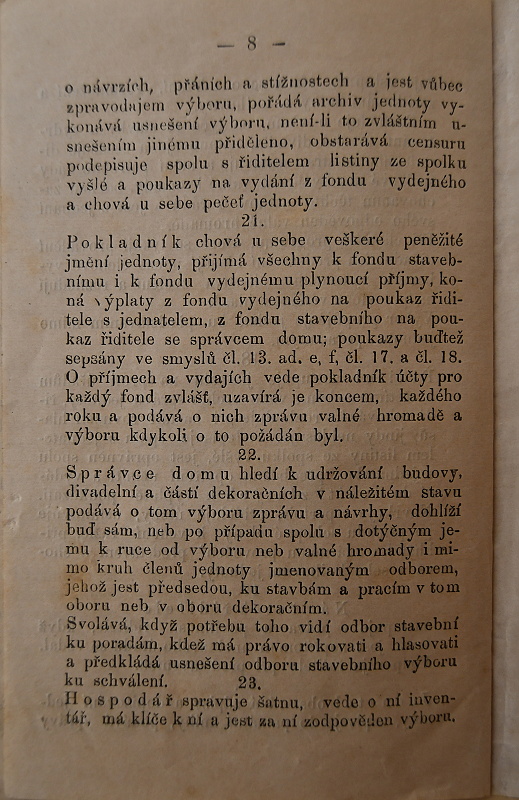 — 8 —
o návrzích, přáních a stížnostech a jest vůbec
zpravodajem výboru, pořádá archiv jednoty vy-
konává usnešení výboru, není-li to zvláštním u-
snešením jinému přiděleno, obstarává censuru
podepisuje spolu s řiditelem listiny ze spolku
vyšlé a poukazy na vydání z fondu vydejného
a chová u sebe pečeť jednoty.
21.
Pokladník chová u sebe veškeré peněžité
jmění jednoty, přijímá všechny k fondu staveb-
nímu i k fondu vydejnému plynoucí příjmy, ko-
ná výplaty z fondu vydejného na poukaz řidi-
tele s jednatelem, z fondu stavebního na pou-
kaz řiditele se správcem domu; poukazy buďtež
sepsány ve smyslů čl. 13. ad. e, f, čl. 17. a čl. 18.
O příjmech a vydajích vede pokladník účty pro
každý fond zvlášť, uzavírá je koncem, každého
roku a podává o nich zprávu valné hromadě a
výboru kdykoli o to požádán byl.
22.
Správce domu hledí k udržování budovy,
divadelní a částí dekoračních v náležitém stavu
podává o tom výboru zprávu a návrhy, dohlíží
buď sám, neb po případu spolu s dotýčným je-
mu k ruce od výboru neb valné hromady i mi-
mo kruh členů jednoty jmenovaným odborem,
jehož jest předsedou, ku stavbám a pracím v tom
oboru neb v oboru dekoračním.
Svolává, když potřebu toho vidí odbor stavební
ku poradám, kdež má právo rokovati a hlasovati
a předkládá usnešení odboru stavebního výboru
ku schválení. 23.
Hospodář spravuje šatnu, vede o ní inven-
tář, má klíče k ní a jest za ní zodpověden výboru.